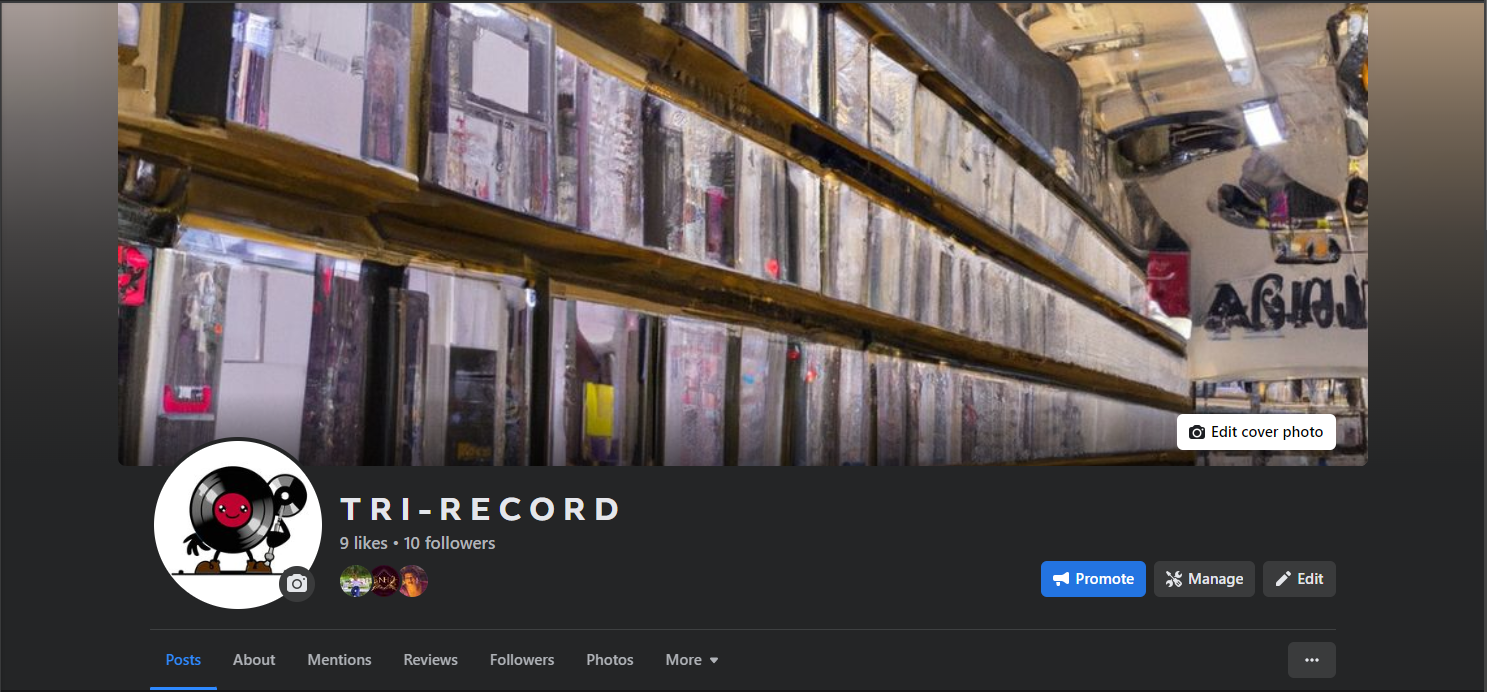 Edit cover photo
TRI-RECORD
9 likes • 10 followers
Promote
Manage
Edit
Posts
About
Mentions
Reviews
Followers
Photos
More